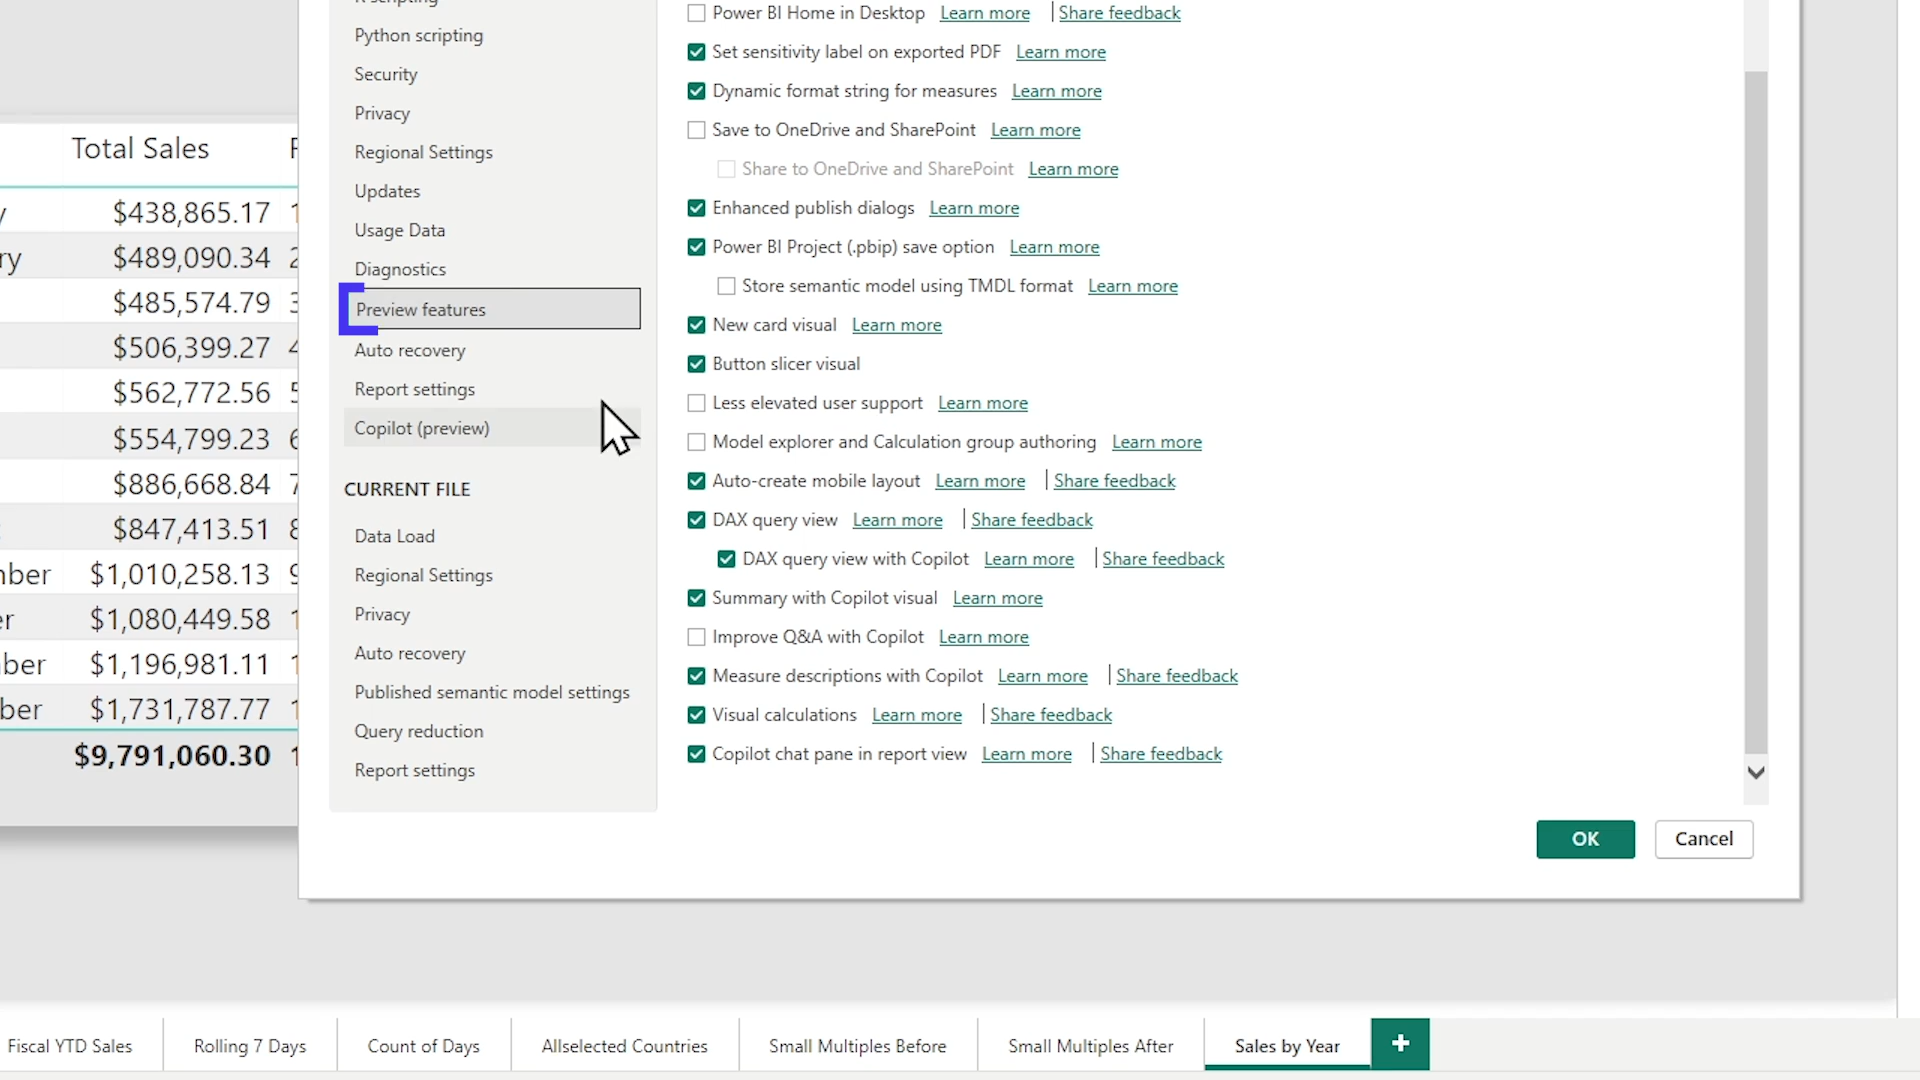 Python scripting
Security
Privacy
Regional Settings
Updates
Usage Data
Diagnostics
Preview features
Auto recovery
Report settings
Copilot (preview)
CURRENT FILE
Data Load
Regional Settings
Privacy
Auto recovery
Published semantic model settings
Query reduction
Report settings
Power BI Home in Desktop Learn more | Share feedback
Set sensitivity label on exported PDF Learn more
Dynamic format string for measures Learn more
Save to OneDrive and SharePoint Learn more
Share to OneDrive and SharePoint Learn more
Enhanced publish dialogs Learn more
Power BI Project (.pbip) save option Learn more
Store semantic model using TMDL format Learn more
New card visual Learn more
Button slicer visual
Less elevated user support Learn more
Model explorer and Calculation group authoring Learn more
Auto-create mobile layout Learn more | Share feedback
DAX query view Learn more | Share feedback
DAX query view with Copilot Learn more | Share feedback
Summary with Copilot visual Learn more
Improve Q&A with Copilot Learn more
Measure descriptions with Copilot Learn more | Share feedback
Visual calculations Learn more | Share feedback
Copilot chat pane in report view Learn more | Share feedback
OK Cancel
Total Sales
$438,865.17
$489,090.34
$485,574.79
$506,399.27
$562,772.56
$554,799.23
$886,668.84
$847,413.51
$1,010,258.13
$1,080,449.58
$1,196,981.11
$1,731,787.77
$9,791,060.30
Fiscal YTD Sales Rolling 7 Days Count of Days Allselected Countries Small Multiples Before Small Multiples After Sales by Year +